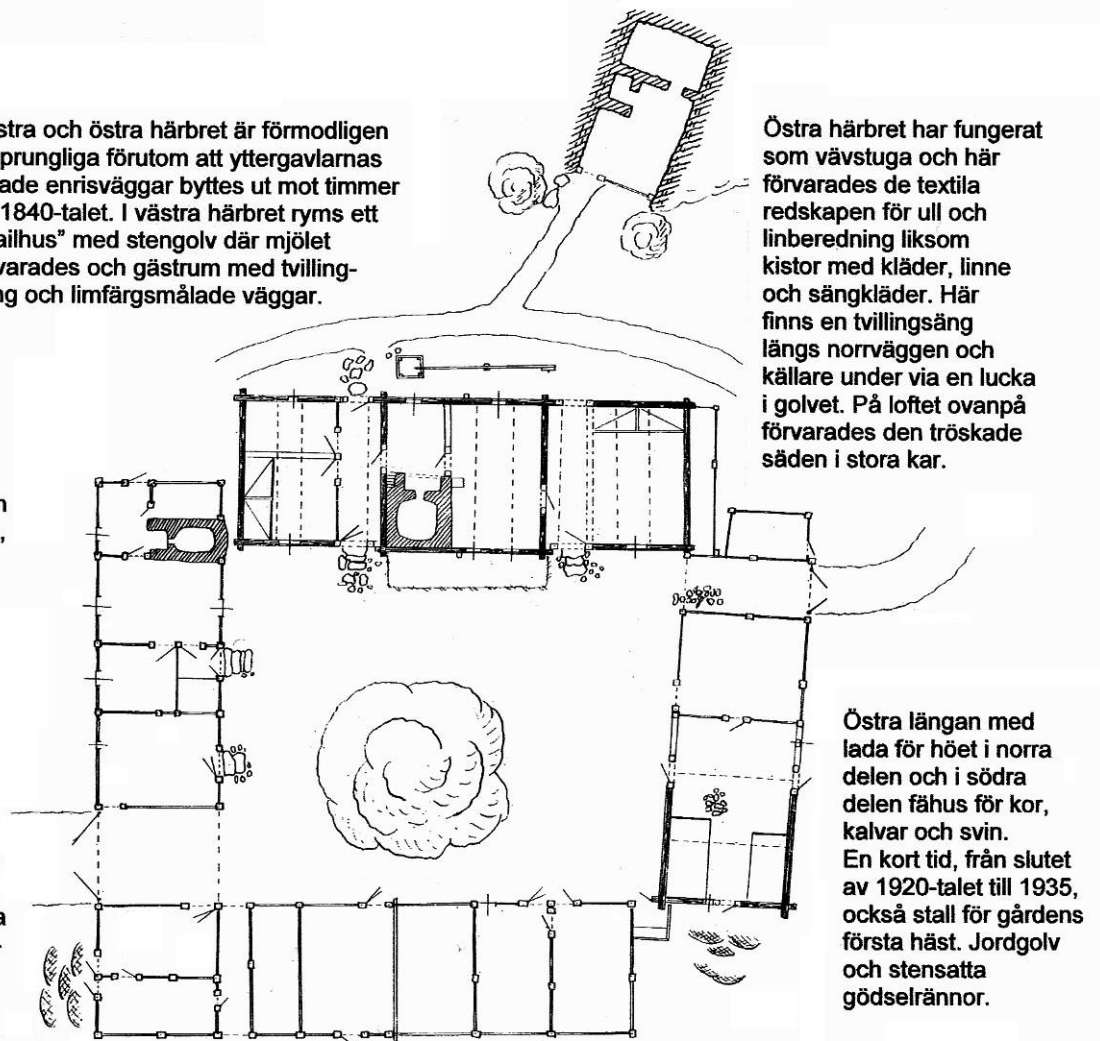 stra och östra härbret är förmodligen
sprungliga förutom att yttergavlarnas
ade enrisväggar byttes ut mot timmer
1840-talet. I västra härbret ryms ett
ailhus” med stengolv där mjölet
varades och gästrum med tvilling-
ng och limfärgsmålade väggar.
Östra härbret har fungerat
som vävstuga och här
förvarades de textila
redskapen för ull och
linberedning liksom
kistor med kläder, linne
och sängkläder. Här
finns en tvillingsäng
längs norrväggen och
källare under via en lucka
i golvet. På loftet ovanpå
förvarades den tröskade
säden i stora kar.
n
,
Östra längan med
lada för höet i norra
delen och i södra
delen fähus för kor,
kalvar och svin.
En kort tid, från slutet
av 1920-talet till 1935,
också stall för gårdens
första häst. Jordgolv
och stensatta
gödselrännor.
a
.